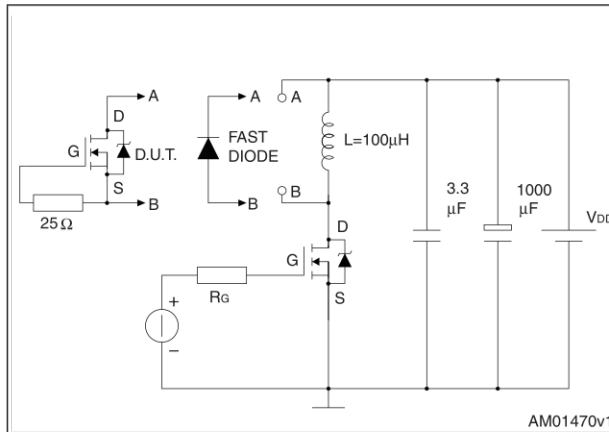 A
D
G
D.U.T.
S
B
25Ω
A
FAST
DIODE
B
A
L=100μH
B
D
G
S
RG
+
–
3.3
μF
1000
μF
VDD
AM01470v1